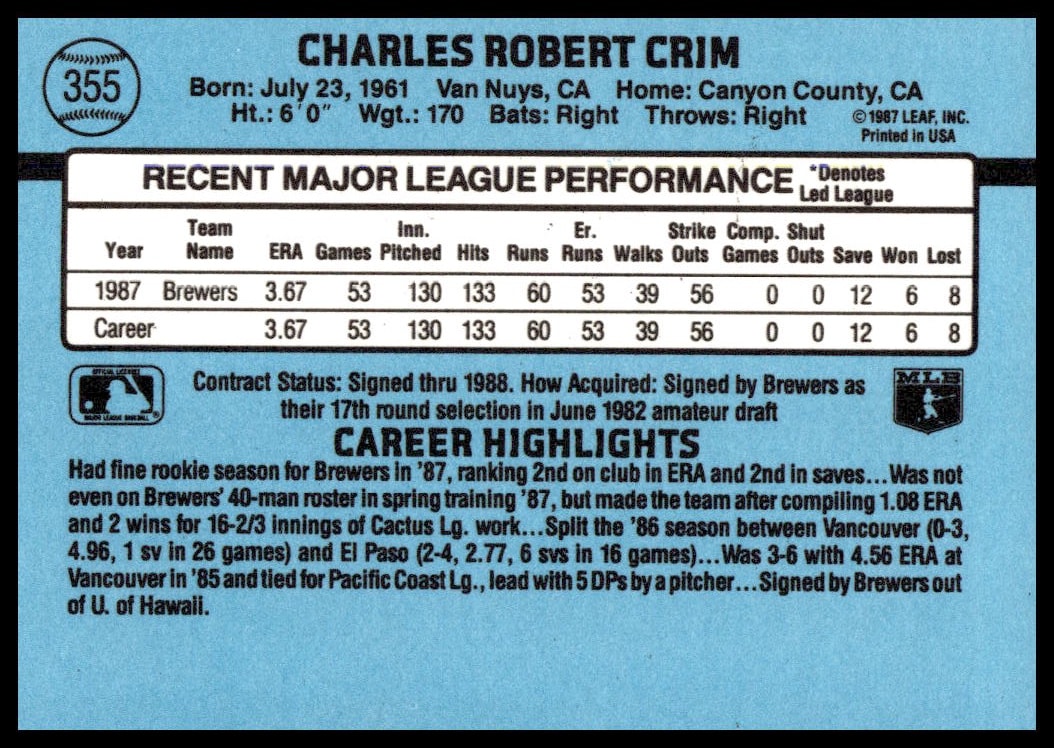 355
CHARLES ROBERT CRIM
Born: July 23, 1961 Van Nuys, CA Home: Canyon County, CA
Ht.: 6´0˝ Wgt.: 170 Bats: Right Throws: Right
©1987 LEAF, INC.
Printed in USA
RECENT MAJOR LEAGUE PERFORMANCE *Denotes
Led League
Year Team Name ERA Games Inn. Pitched Hits Runs Er. Runs Walks Strike Outs Comp. Games Shut Outs Save Won Lost
1987 Brewers 3.67 53 130 133 60 53 39 56 0 0 12 6 8
Career 3.67 53 130 133 60 53 39 56 0 0 12 6 8
OFFICIAL LICENSEE
MAJOR LEAGUE BASEBALL
®
Contract Status: Signed thru 1988. How Acquired: Signed by Brewers as
their 17th round selection in June 1982 amateur draft
MLB
CAREER HIGHLIGHTS
Had fine rookie season for Brewers in '87, ranking 2nd on club in ERA and 2nd in saves...Was not
even on Brewers' 40-man roster in spring training '87, but made the team after compiling 1.08 ERA
and 2 wins for 16-2/3 innings of Cactus Lg. work...Split the '86 season between Vancouver (0-3,
4.96, 1 sv in 26 games) and El Paso (2-4, 2.77, 6 svs in 16 games)...Was 3-6 with 4.56 ERA at
Vancouver in '85 and tied for Pacific Coast Lg., lead with 5 DPs by a pitcher...Signed by Brewers out
of U. of Hawaii.